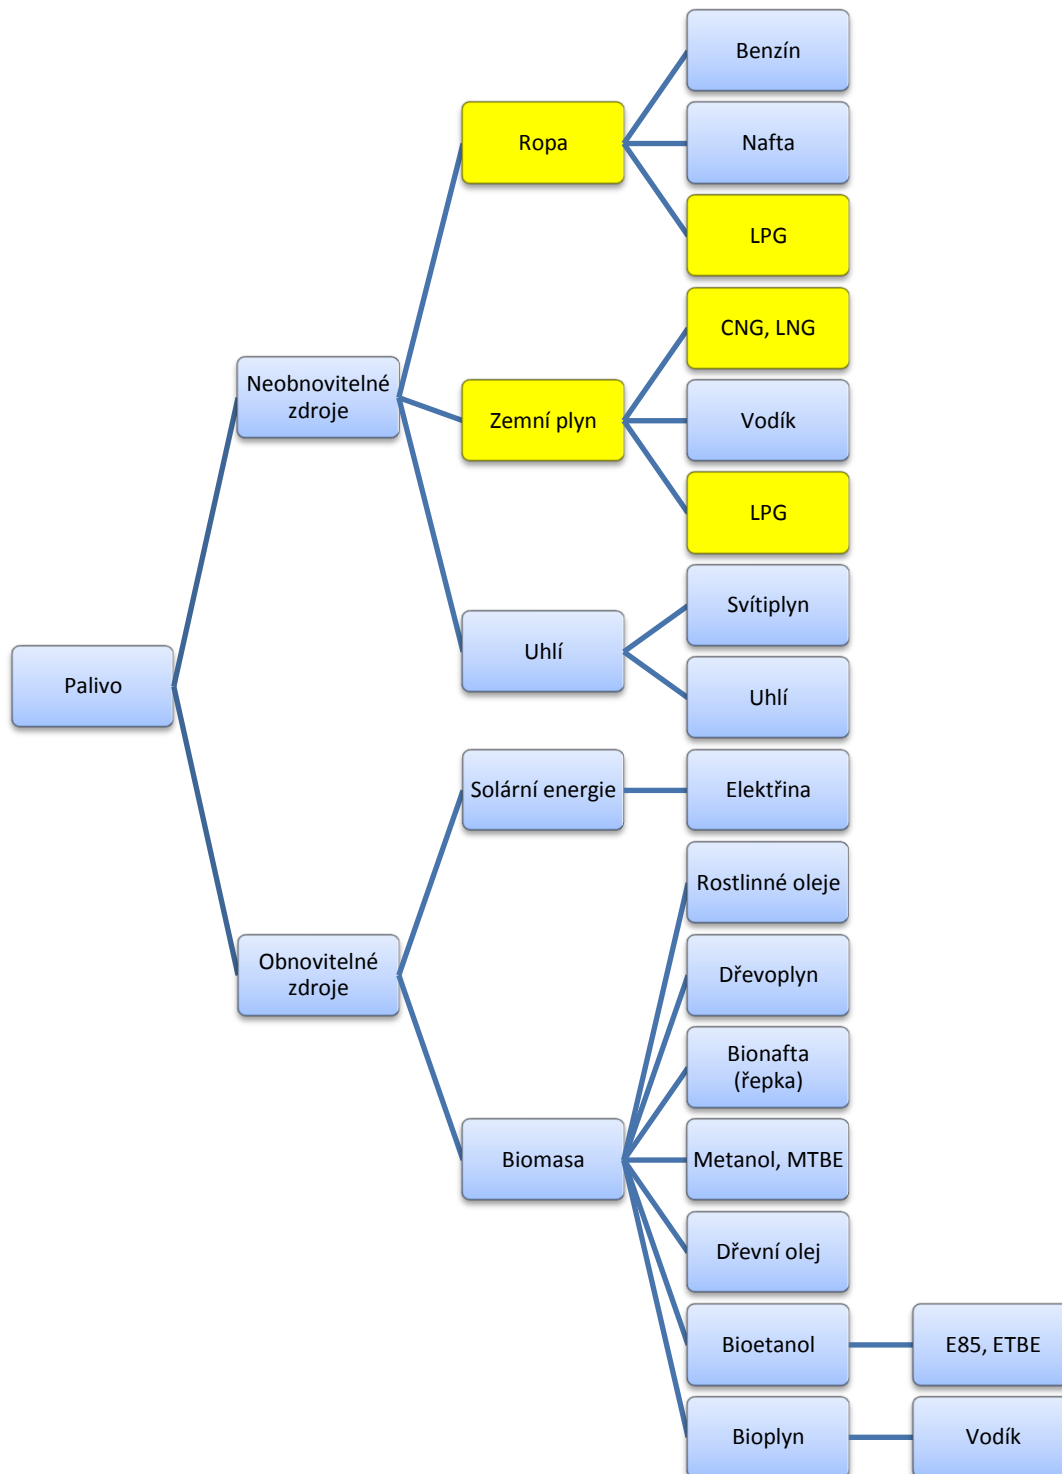 Benzín
Ropa
Nafta
LPG
CNG, LNG
Neobnovitelné
zdroje
Zemní plyn
Vodík
LPG
Svítiplyn
Uhlí
Palivo
Uhlí
Solární energie
Elektřina
Rostlinné oleje
Obnovitelné
zdroje
Dřevoplyn
Bionafta
(řepka)
Biomasa
Metanol, MTBE
Dřevní olej
Bioetanol
E85, ETBE
Bioplyn
Vodík